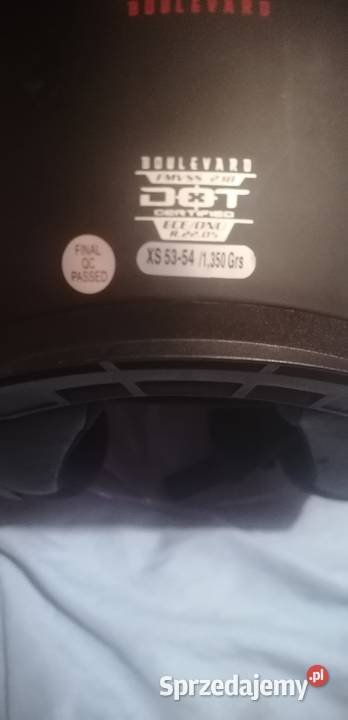 BOULEVARD
BOULEVARD
FMVSS 218
DOT
CERTIFIED
ECE/ONU
R.22.05
FINAL
QC
PASSED
XS 53-54 /1,350 Grs
Sprzedajemy.pl